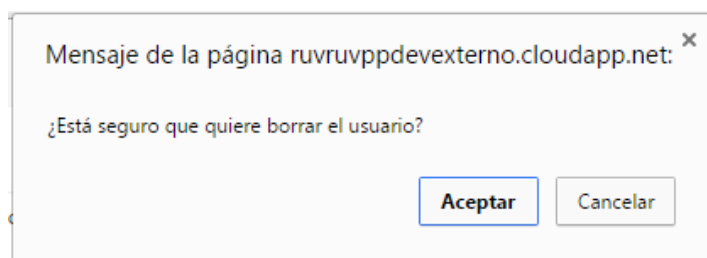 Mensaje de la página ruvruvppdevexterno.cloudapp.net:
¿Está seguro que quiere borrar el usuario?
Aceptar
Cancelar